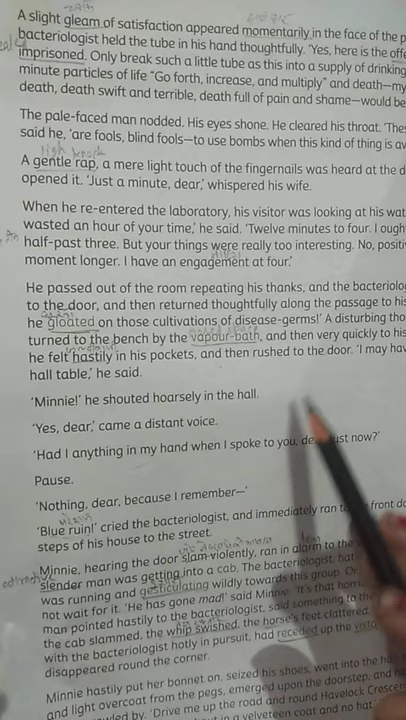 A slight gleam of satisfaction appeared momentarily in the face of the p
bacteriologist held the tube in his hand thoughtfully. 'Yes, here is the
imprisoned. Only break such a little tube as this into a supply of drinking
minute particles of life "Go forth, increase, and multiply" and death—my
death, death swift and terrible, death full of pain and shame—would be
The pale-faced man nodded. His eyes shone. He cleared his throat.
said he, 'are fools, blind fools—to use bombs when this kind of thing is av
A gentle rap, a mere light touch of the fingernails was heard at the d
opened it. 'Just a minute, dear,' whispered his wife.
When he re-entered the laboratory, his visitor was looking at his wat
wasted an hour of your time,' he said. 'Twelve minutes to four. I ough
half-past three. But your things were really too interesting. No, positi
moment longer. I have an engagement at four.'
He passed out of the room repeating his thanks, and the bacteriolo
to the door, and then returned thoughtfully along the passage to his
he gloated on those cultivations of disease-germs!' A disturbing tho
turned to the bench by the vapour-bath, and then very quickly to his
he felt hastily in his pockets, and then rushed to the door. 'I may hav
hall table,' he said.
'Minnie!' he shouted hoarsely in the hall.
'Yes, dear,' came a distant voice.
'Had I anything in my hand when I spoke to you, just now?'
Pause.
'Nothing, dear, because I remember—'
'Blue ruin!' cried the bacteriologist, and immediately ran front do
steps of his house to the street.
Minnie, hearing the door slam violently, ran in alarm to the
slender man was getting into a cab. The bacteriologist, hat
was running and gesticulating wildly towards this group.
not wait for it. 'He has gone mad!' said Minnie 'it's that
man pointed hastily to the bacteriologist, said something to the
the cab slammed, the whip swished, the horse's feet clattered
with the bacteriologist hotly in pursuit, had receded up the
disappeared round the corner.
Minnie hastily put her bonnet on, seized his shoes, went into the
and light overcoat from the pegs, emerged upon the doorstep, and
by. 'Drive me up the road and round Havelock Crescen
in a velveteen coat and no hat.'